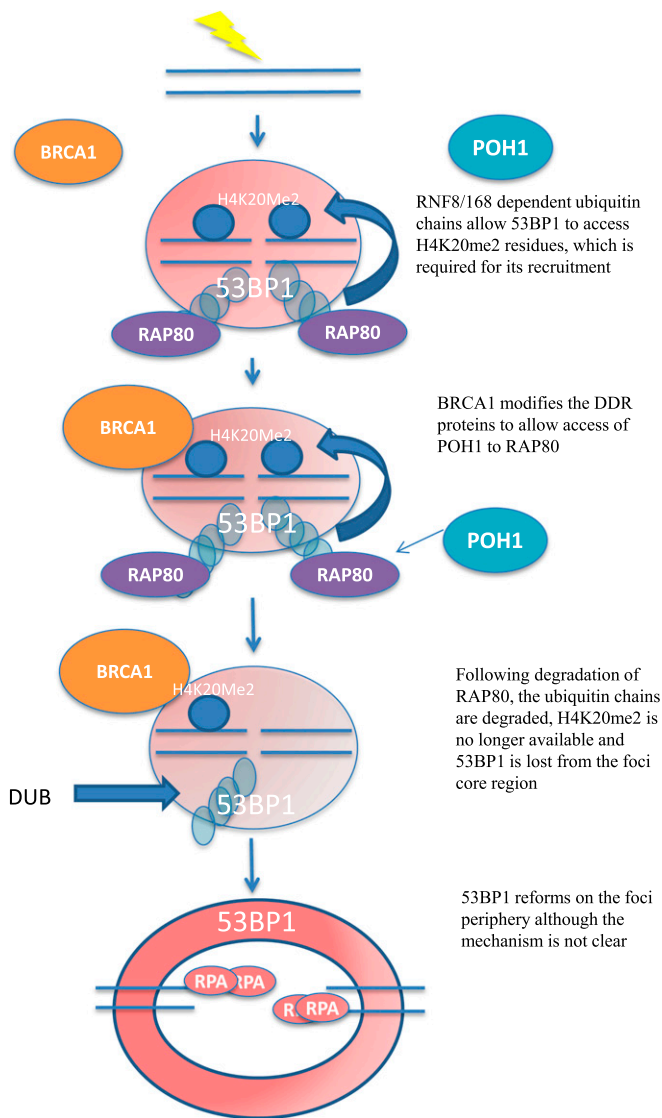 BRCA1
POH1
RNF8/168 dependent ubiquitin
chains allow 53BP1 to access
H4K20me2 residues, which is
required for its recruitment
H4K20Me2
53BP1
RAP80
RAP80
BRCA1 modifies the DDR
proteins to allow access of
POH1 to RAP80
BRCA1
H4K20Me2
53BP1
POH1
RAP80
RAP80
Following degradation of
RAP80, the ubiquitin chains
are degraded, H4K20me2 is
no longer available and
53BP1 is lost from the foci
core region
BRCA1
H4K20Me2
DUB
53BP1
53BP1 reforms on the foci
periphery although the
mechanism is not clear
53BP1
RPA
RPA
RPA